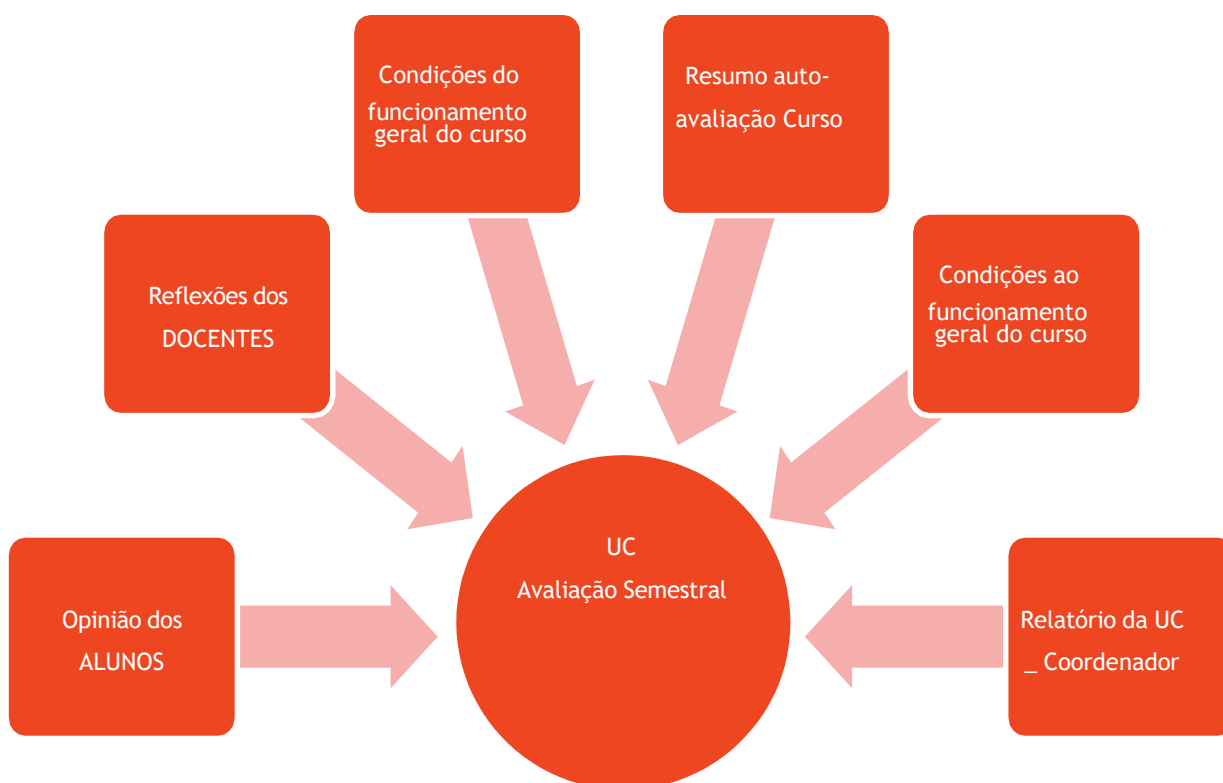 Condições do
funcionamento
geral do curso
Resumo auto-
avaliação Curso
Reflexões dos
DOCENTES
Condições ao
funcionamento
geral do curso
UC
Avaliação Semestral
Opinião dos
ALUNOS
Relatório da UC
_ Coordenador